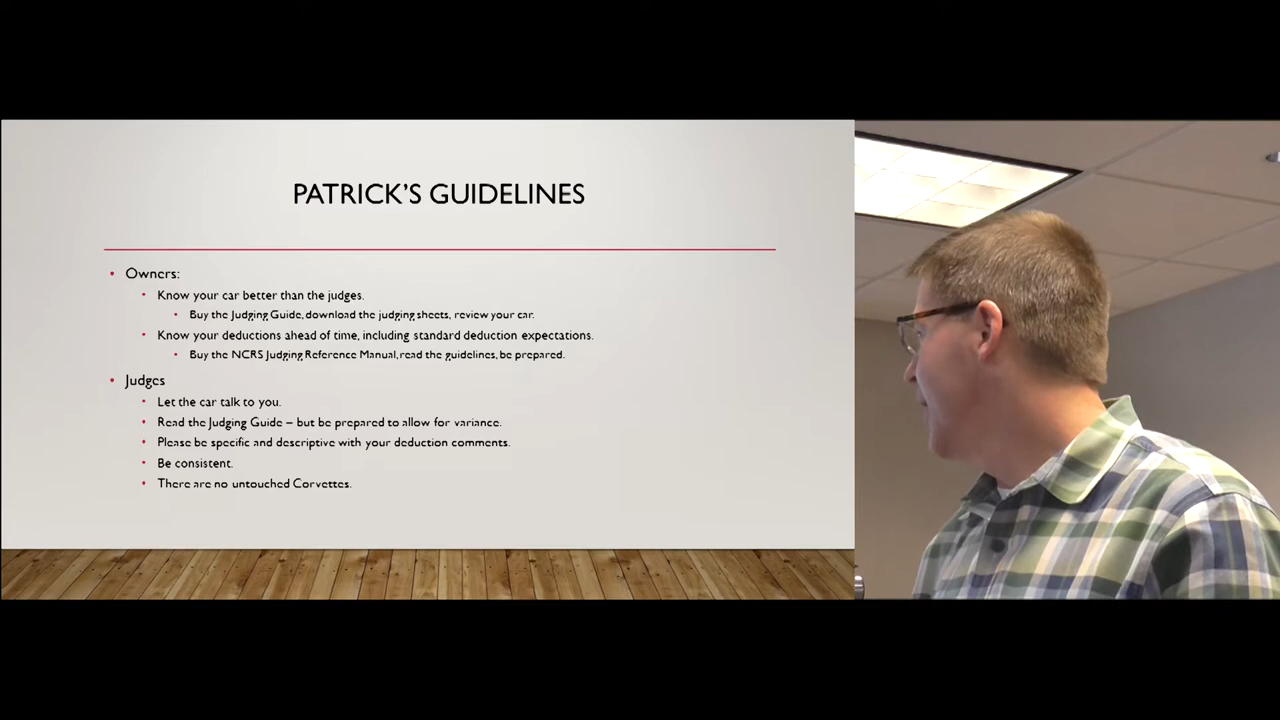 PATRICK'S GUIDELINES
Owners:
Know your car better than the judges.
Buy the Judging Guide, download the judging sheets, review your car.
Know your deductions ahead of time, including standard deduction expectations.
Buy the NCRS Judging Reference Manual, read the guidelines, be prepared.
Judges
Let the car talk to you.
Read the Judging Guide – but be prepared to allow for variance.
Please be specific and descriptive with your deduction comments.
Be consistent.
There are no untouched Corvettes.